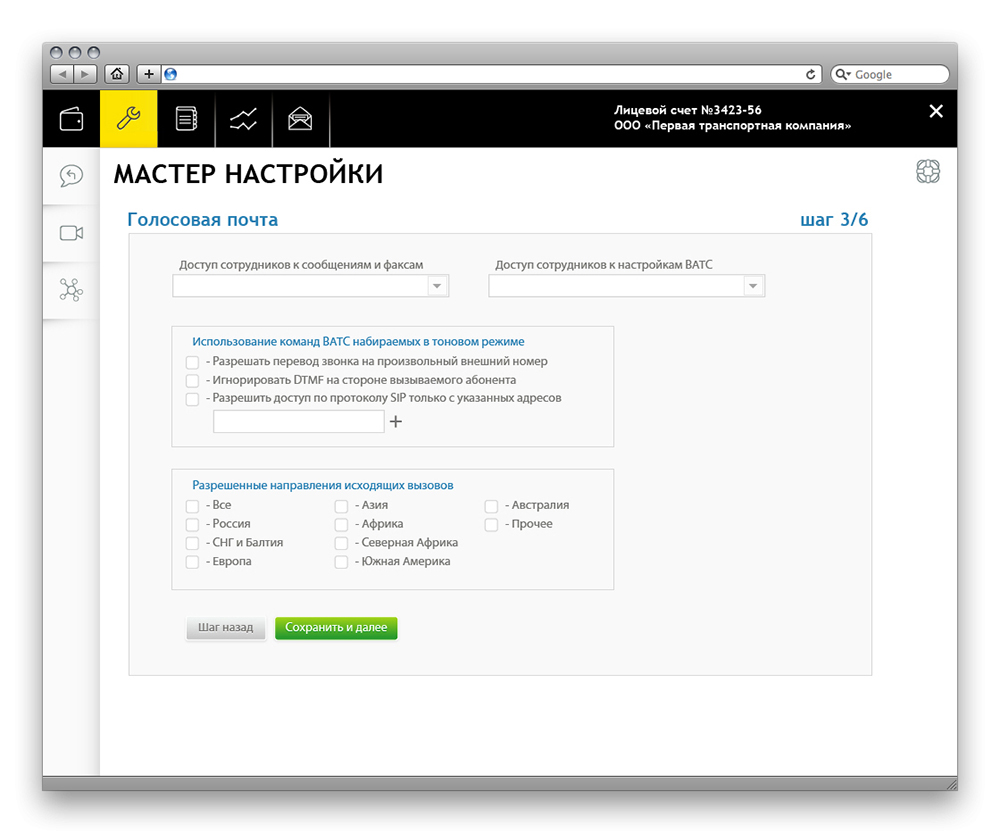 Google
Лицевой счет №3423-56
ООО «Первая транспортная компания»
МАСТЕР НАСТРОЙКИ
Голосовая почта
шаг 3/6
Доступ сотрудников к сообщениям и факсам
Доступ сотрудников к настройкам ВАТС
Использование команд ВАТС набираемых в тоновом режиме
- Разрешать перевод звонка на произвольный внешний номер
- Игнорировать DTMF на стороне вызываемого абонента
- Разрешить доступ по протоколу SIP только с указанных адресов
Разрешенные направления исходящих вызовов
- Все
- Россия
- СНГ и Балтия
- Европа
- Азия
- Африка
- Северная Африка
- Южная Америка
- Австралия
- Прочее
Шаг назад
Сохранить и далее